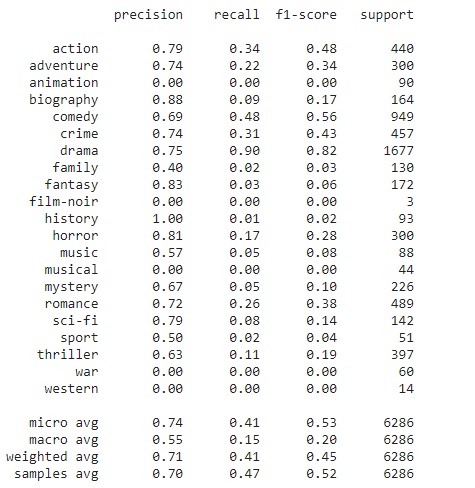 precision recall f1-score support
action 0.79 0.34 0.48 440
adventure 0.74 0.22 0.34 300
animation 0.00 0.00 0.00 90
biography 0.88 0.09 0.17 164
comedy 0.69 0.48 0.56 949
crime 0.74 0.31 0.43 457
drama 0.75 0.90 0.82 1677
family 0.40 0.02 0.03 130
fantasy 0.83 0.03 0.06 172
film-noir 0.00 0.00 0.00 3
history 1.00 0.01 0.02 93
horror 0.81 0.17 0.28 300
music 0.57 0.05 0.08 88
musical 0.00 0.00 0.00 44
mystery 0.67 0.05 0.10 226
romance 0.72 0.26 0.38 489
sci-fi 0.79 0.08 0.14 142
sport 0.50 0.02 0.04 51
thriller 0.63 0.11 0.19 397
war 0.00 0.00 0.00 60
western 0.00 0.00 0.00 14
micro avg 0.74 0.41 0.53 6286
macro avg 0.55 0.15 0.20 6286
weighted avg 0.71 0.41 0.45 6286
samples avg 0.70 0.47 0.52 6286